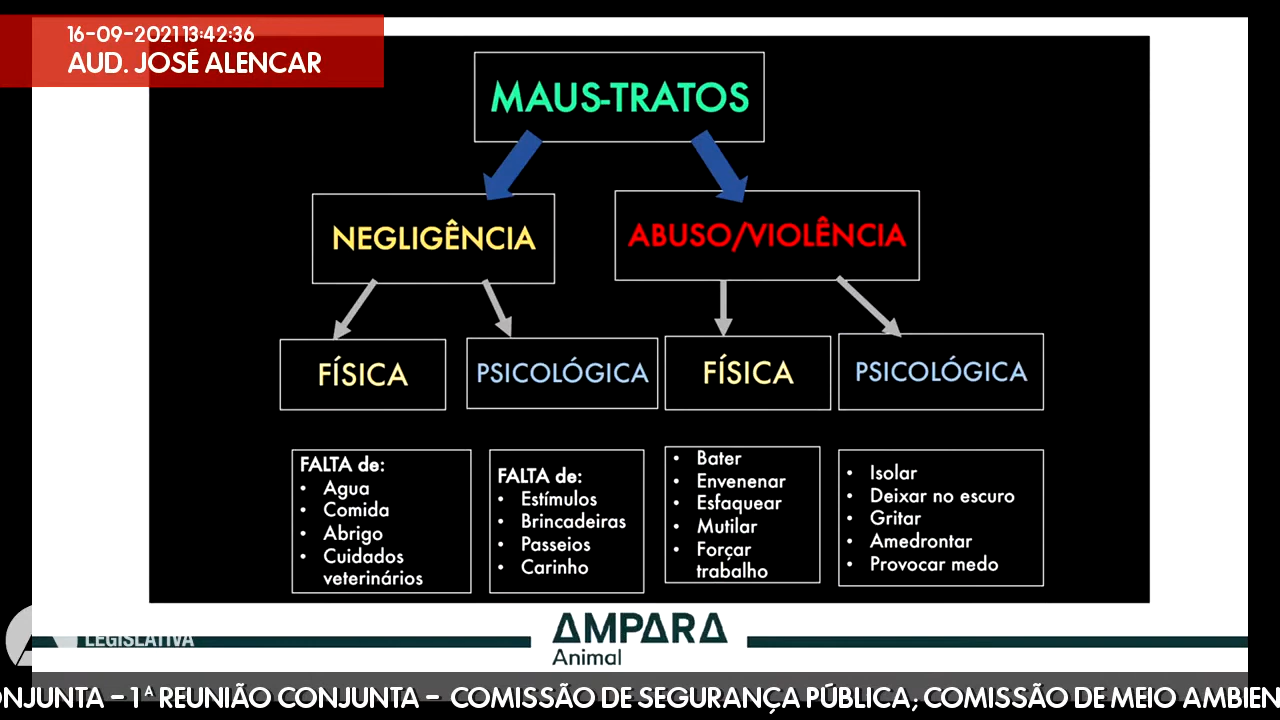 16-09-2021 13:42:36
AUD. JOSÉ ALENCAR
MAUS-TRATOS
NEGLIGÊNCIA
ABUSO/VIOLÊNCIA
FÍSICA
PSICOLÓGICA
FÍSICA
PSICOLÓGICA
FALTA de:
• Agua
• Comida
• Abrigo
• Cuidados
veterinários
FALTA de:
• Estímulos
• Brincadeiras
• Passeios
• Carinho
• Bater
• Envenenar
• Esfaquear
• Mutilar
• Forçar
trabalho
• Isolar
• Deixar no escuro
• Gritar
• Amedrontar
• Provocar medo
LEGISLATIVA
AMPARA
Animal
ONJUNTA - 1ª REUNIÃO CONJUNTA - COMISSÃO DE SEGURANÇA PÚBLICA; COMISSÃO DE MEIO AMBIEN